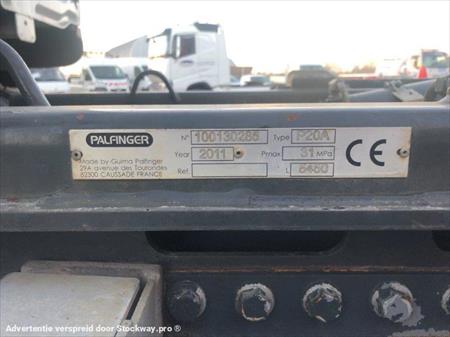 PALFINGER
N° 100130285 Type P20A
Made by Guima Palfinger
Year 2011 Pmax 31 MPa
29A avenue des Tourondes
82300 CAUSSADE FRANCE
Ref. L 5450
CE
Advertentie verspreid door Stockway.pro ®